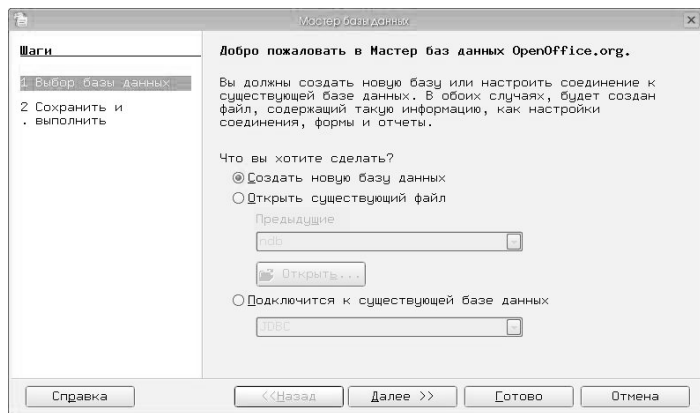 Мастер базы данных
Шаги
1 Выбор базы данных
2 Сохранить и
. выполнить
Добро пожаловать в Мастер баз данных OpenOffice.org.
Вы должны создать новую базу или настроить соединение к
существующей базе данных. В обоих случаях, будет создан
файл, содержащий такую информацию, как настройки
соединения, формы и отчеты.
Что вы хотите сделать?
Создать новую базу данных
Открыть существующий файл
Предыдущие
ndb
Открыть...
Подключится к существующей базе данных
JDBC
Справка
<<Назад
Далее >>
Готово
Отмена